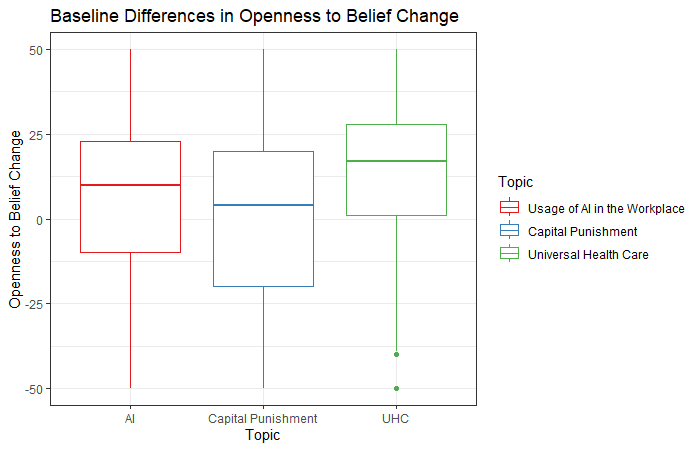 Baseline Differences in Openness to Belief Change
Openness to Belief Change
50
25
0
-25
-50
AI
Capital Punishment
UHC
Topic
Topic
Usage of AI in the Workplace
Capital Punishment
Universal Health Care